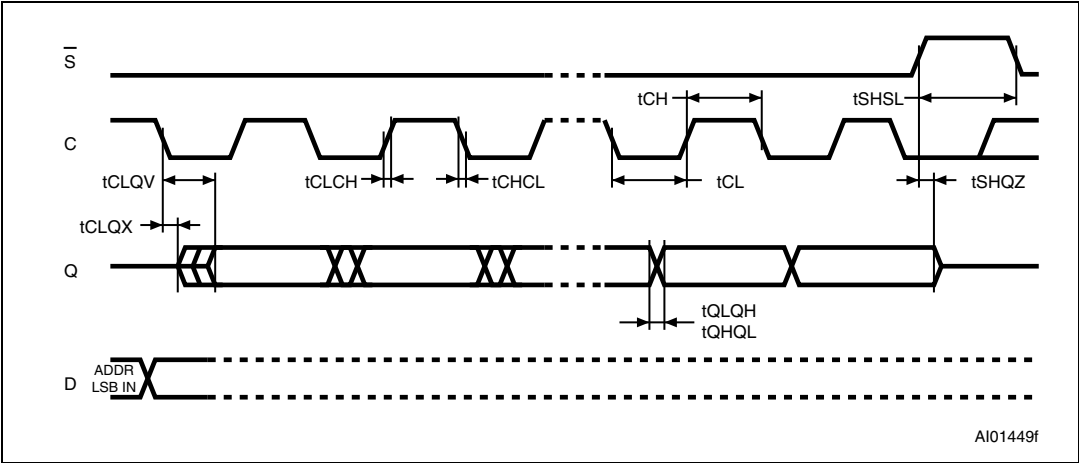 S
tCH
tSHSL
C
tCLQV
tCLCH
tCHCL
tCL
tSHQZ
tCLQX
Q
tQLQH
tQHQL
D
ADDR
LSB IN
AI01449f